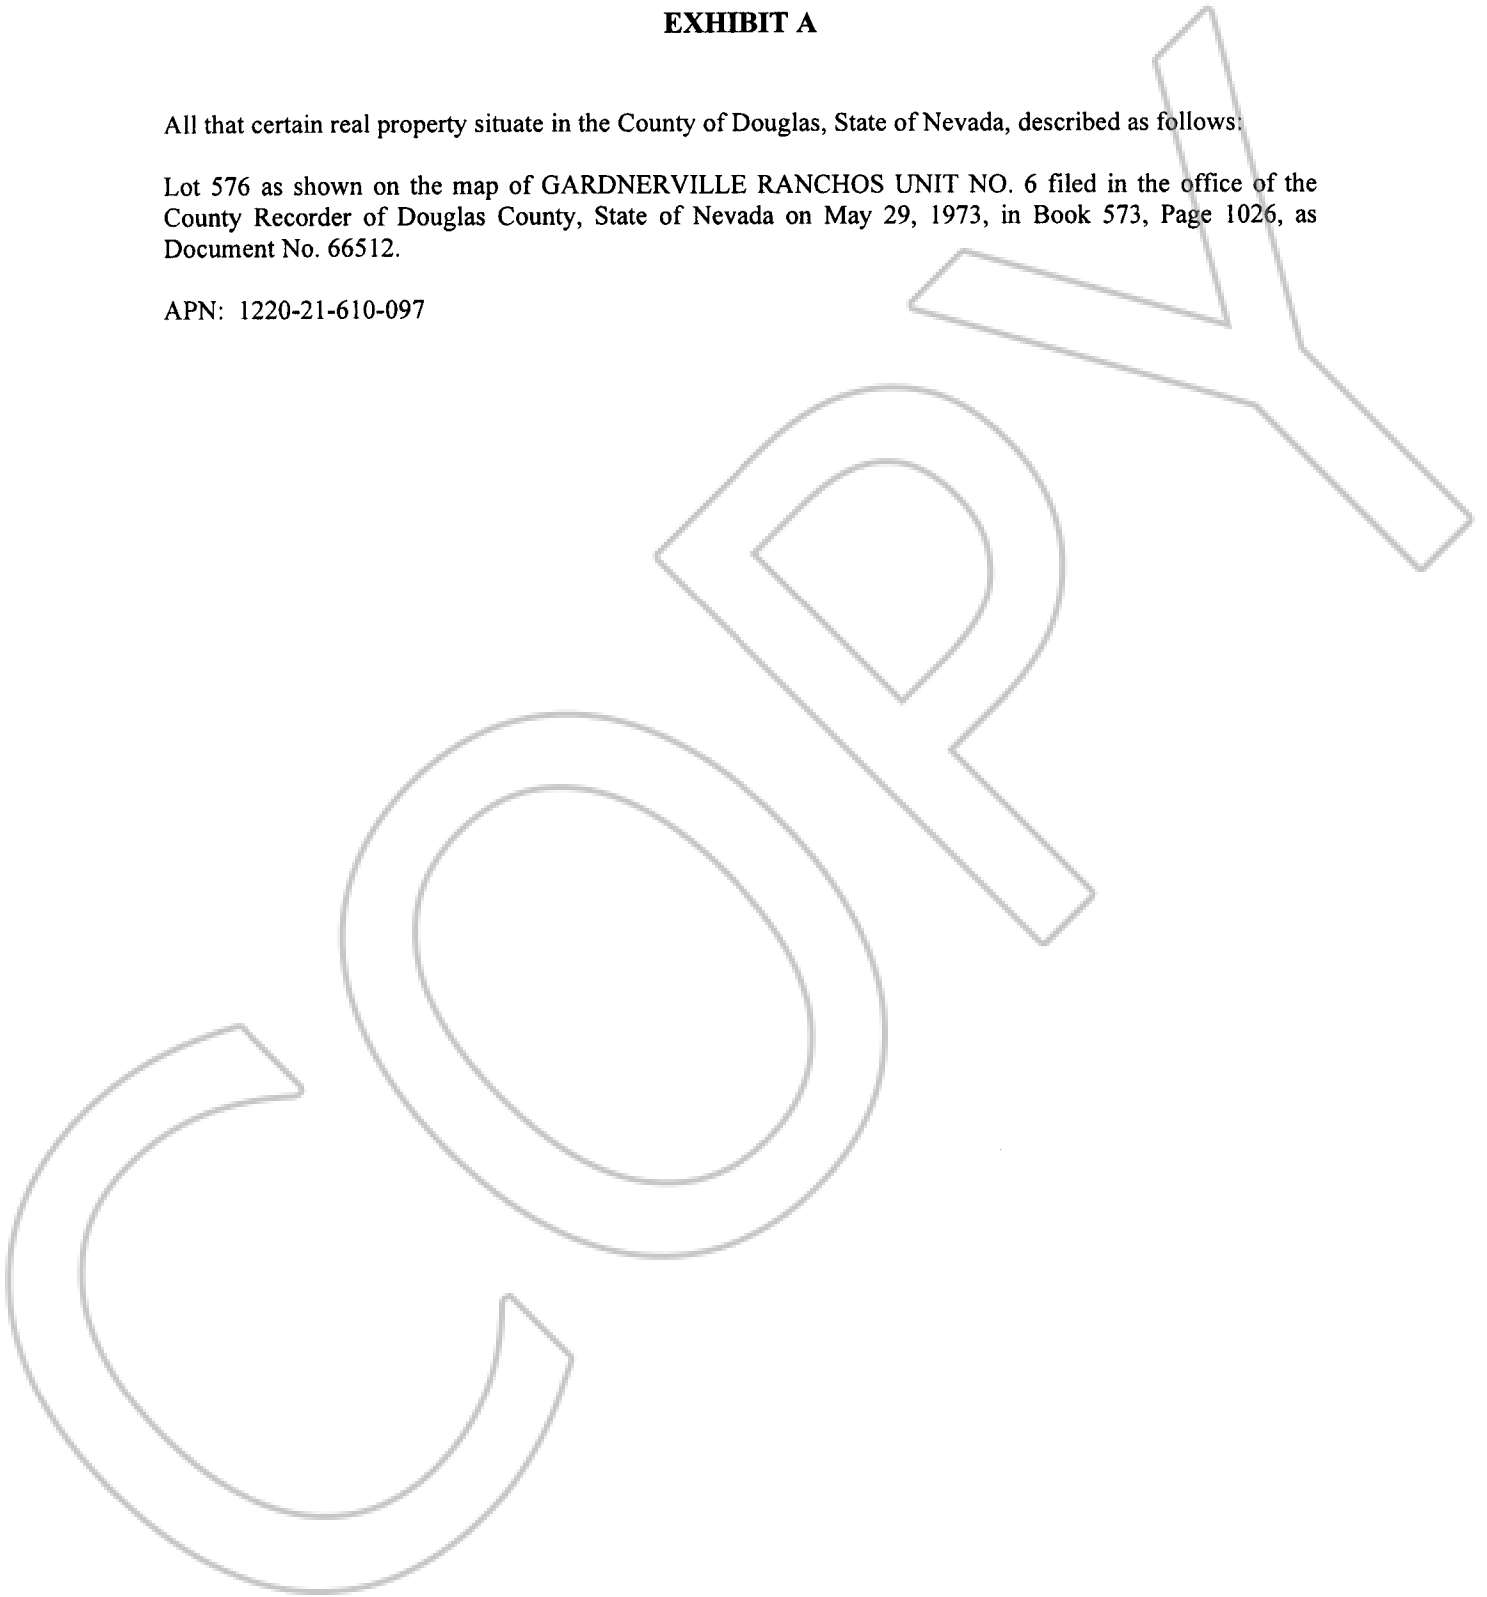 EXHIBIT A
All that certain real property situate in the County of Douglas, State of Nevada, described as follows:
Lot 576 as shown on the map of GARDNERVILLE RANCHOS UNIT NO. 6 filed in the office of the
County Recorder of Douglas County, State of Nevada on May 29, 1973, in Book 573, Page 1026, as
Document No. 66512.
APN: 1220-21-610-097
COPY